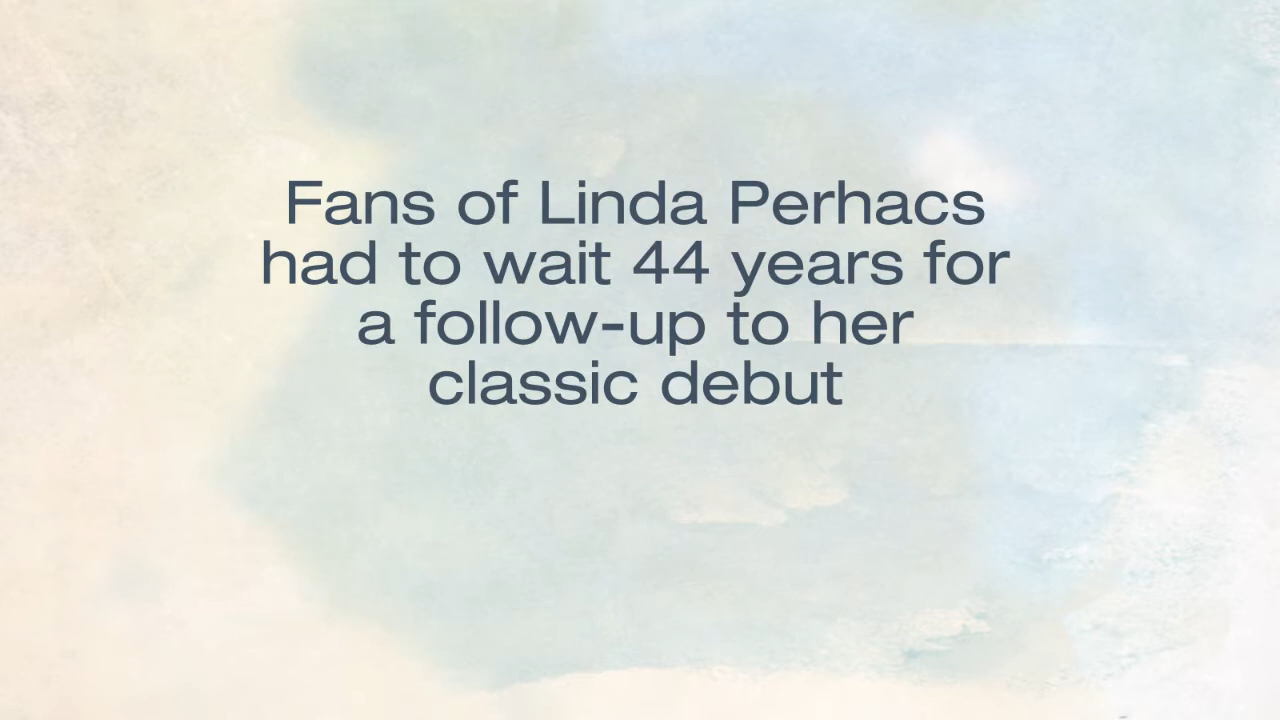 Fans of Linda Perhacs
had to wait 44 years for
a follow-up to her
classic debut